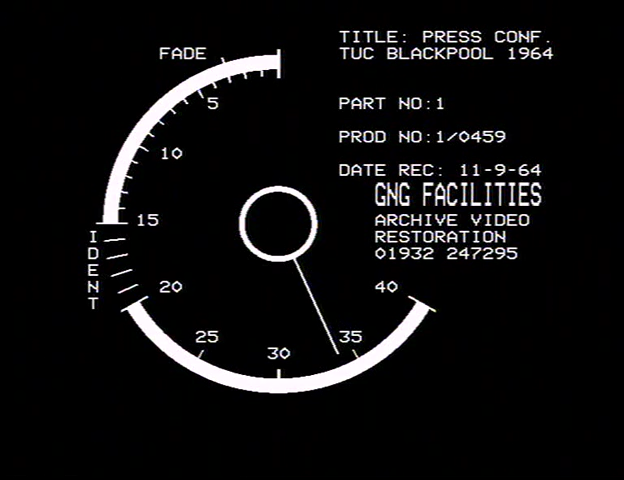 TITLE: PRESS CONF.
TUC BLACKPOOL 1964
PART NO:1
PROD NO:1/0459
DATE REC: 11-9-64
GNG FACILITIES
ARCHIVE VIDEO
RESTORATION
01932 247295
FADE
5
10
15
IDENT
20
25
30
35
40